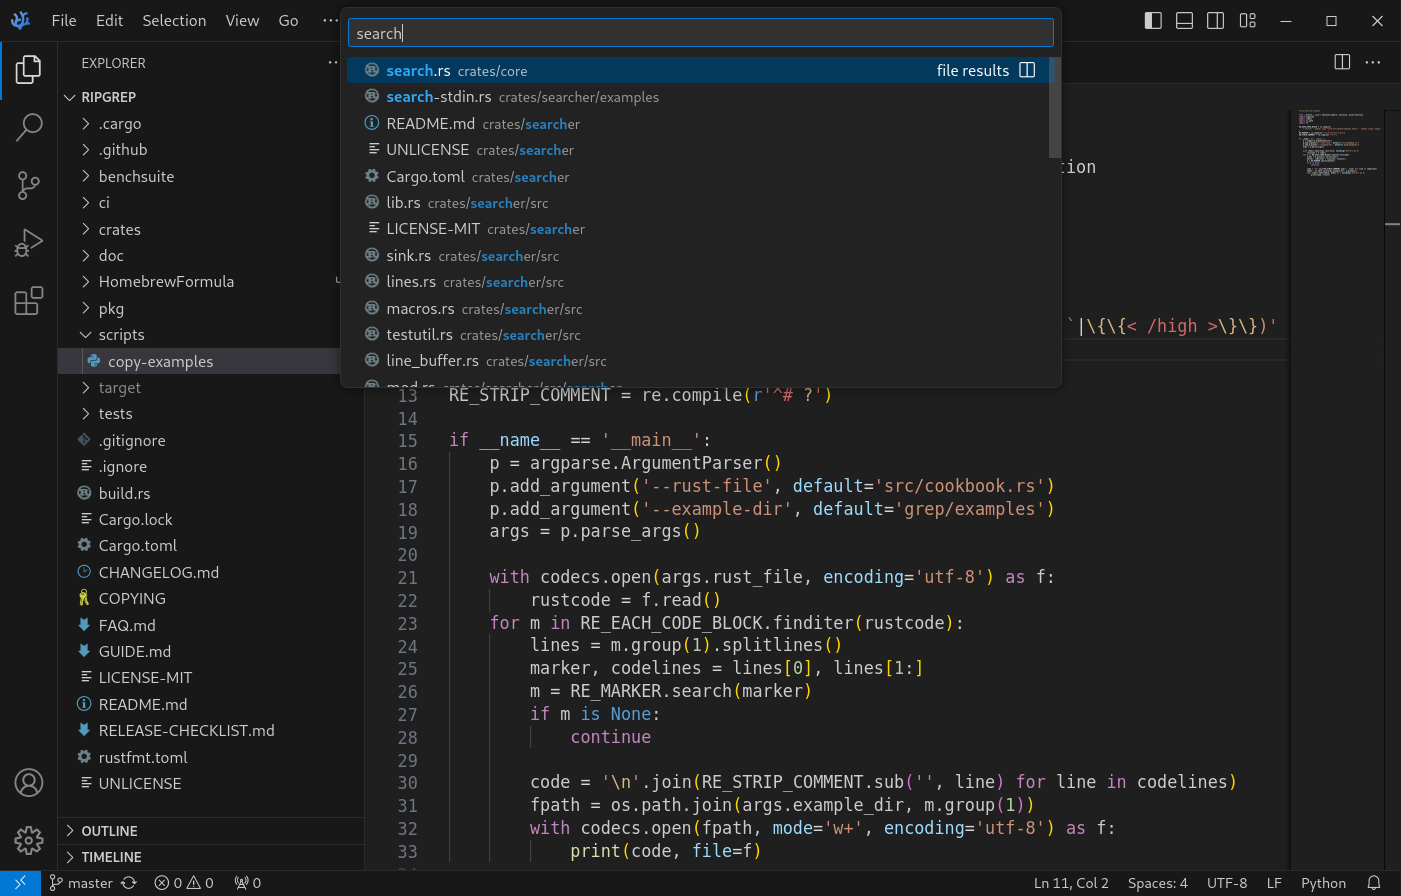 File Edit Selection View Go ···
search
search.rs crates/core file results
search-stdin.rs crates/searcher/examples
README.md crates/searcher
UNLICENSE crates/searcher
Cargo.toml crates/searcher
lib.rs crates/searcher/src
LICENSE-MIT crates/searcher
sink.rs crates/searcher/src
lines.rs crates/searcher/src
macros.rs crates/searcher/src
testutil.rs crates/searcher/src
line_buffer.rs crates/searcher/src
mod.rs crates/searcher/src/searcher
EXPLORER
RIPGREP
.cargo
.github
benchsuite
ci
crates
doc
HomebrewFormula
pkg
scripts
copy-examples
target
tests
.gitignore
.ignore
build.rs
Cargo.lock
Cargo.toml
CHANGELOG.md
COPYING
FAQ.md
GUIDE.md
LICENSE-MIT
README.md
RELEASE-CHECKLIST.md
rustfmt.toml
UNLICENSE
OUTLINE
TIMELINE
tion
`|\{\{< /high >\}\})'
13 RE_STRIP_COMMENT = re.compile(r'^# ?')
14
15 if __name__ == '__main__':
16 p = argparse.ArgumentParser()
17 p.add_argument('--rust-file', default='src/cookbook.rs')
18 p.add_argument('--example-dir', default='grep/examples')
19 args = p.parse_args()
20
21 with codecs.open(args.rust_file, encoding='utf-8') as f:
22 rustcode = f.read()
23 for m in RE_EACH_CODE_BLOCK.finditer(rustcode):
24 lines = m.group(1).splitlines()
25 marker, codelines = lines[0], lines[1:]
26 m = RE_MARKER.search(marker)
27 if m is None:
28 continue
29
30 code = '\n'.join(RE_STRIP_COMMENT.sub('', line) for line in codelines)
31 fpath = os.path.join(args.example_dir, m.group(1))
32 with codecs.open(fpath, mode='w+', encoding='utf-8') as f:
33 print(code, file=f)
master 0 0 0 Ln 11, Col 2 Spaces: 4 UTF-8 LF Python